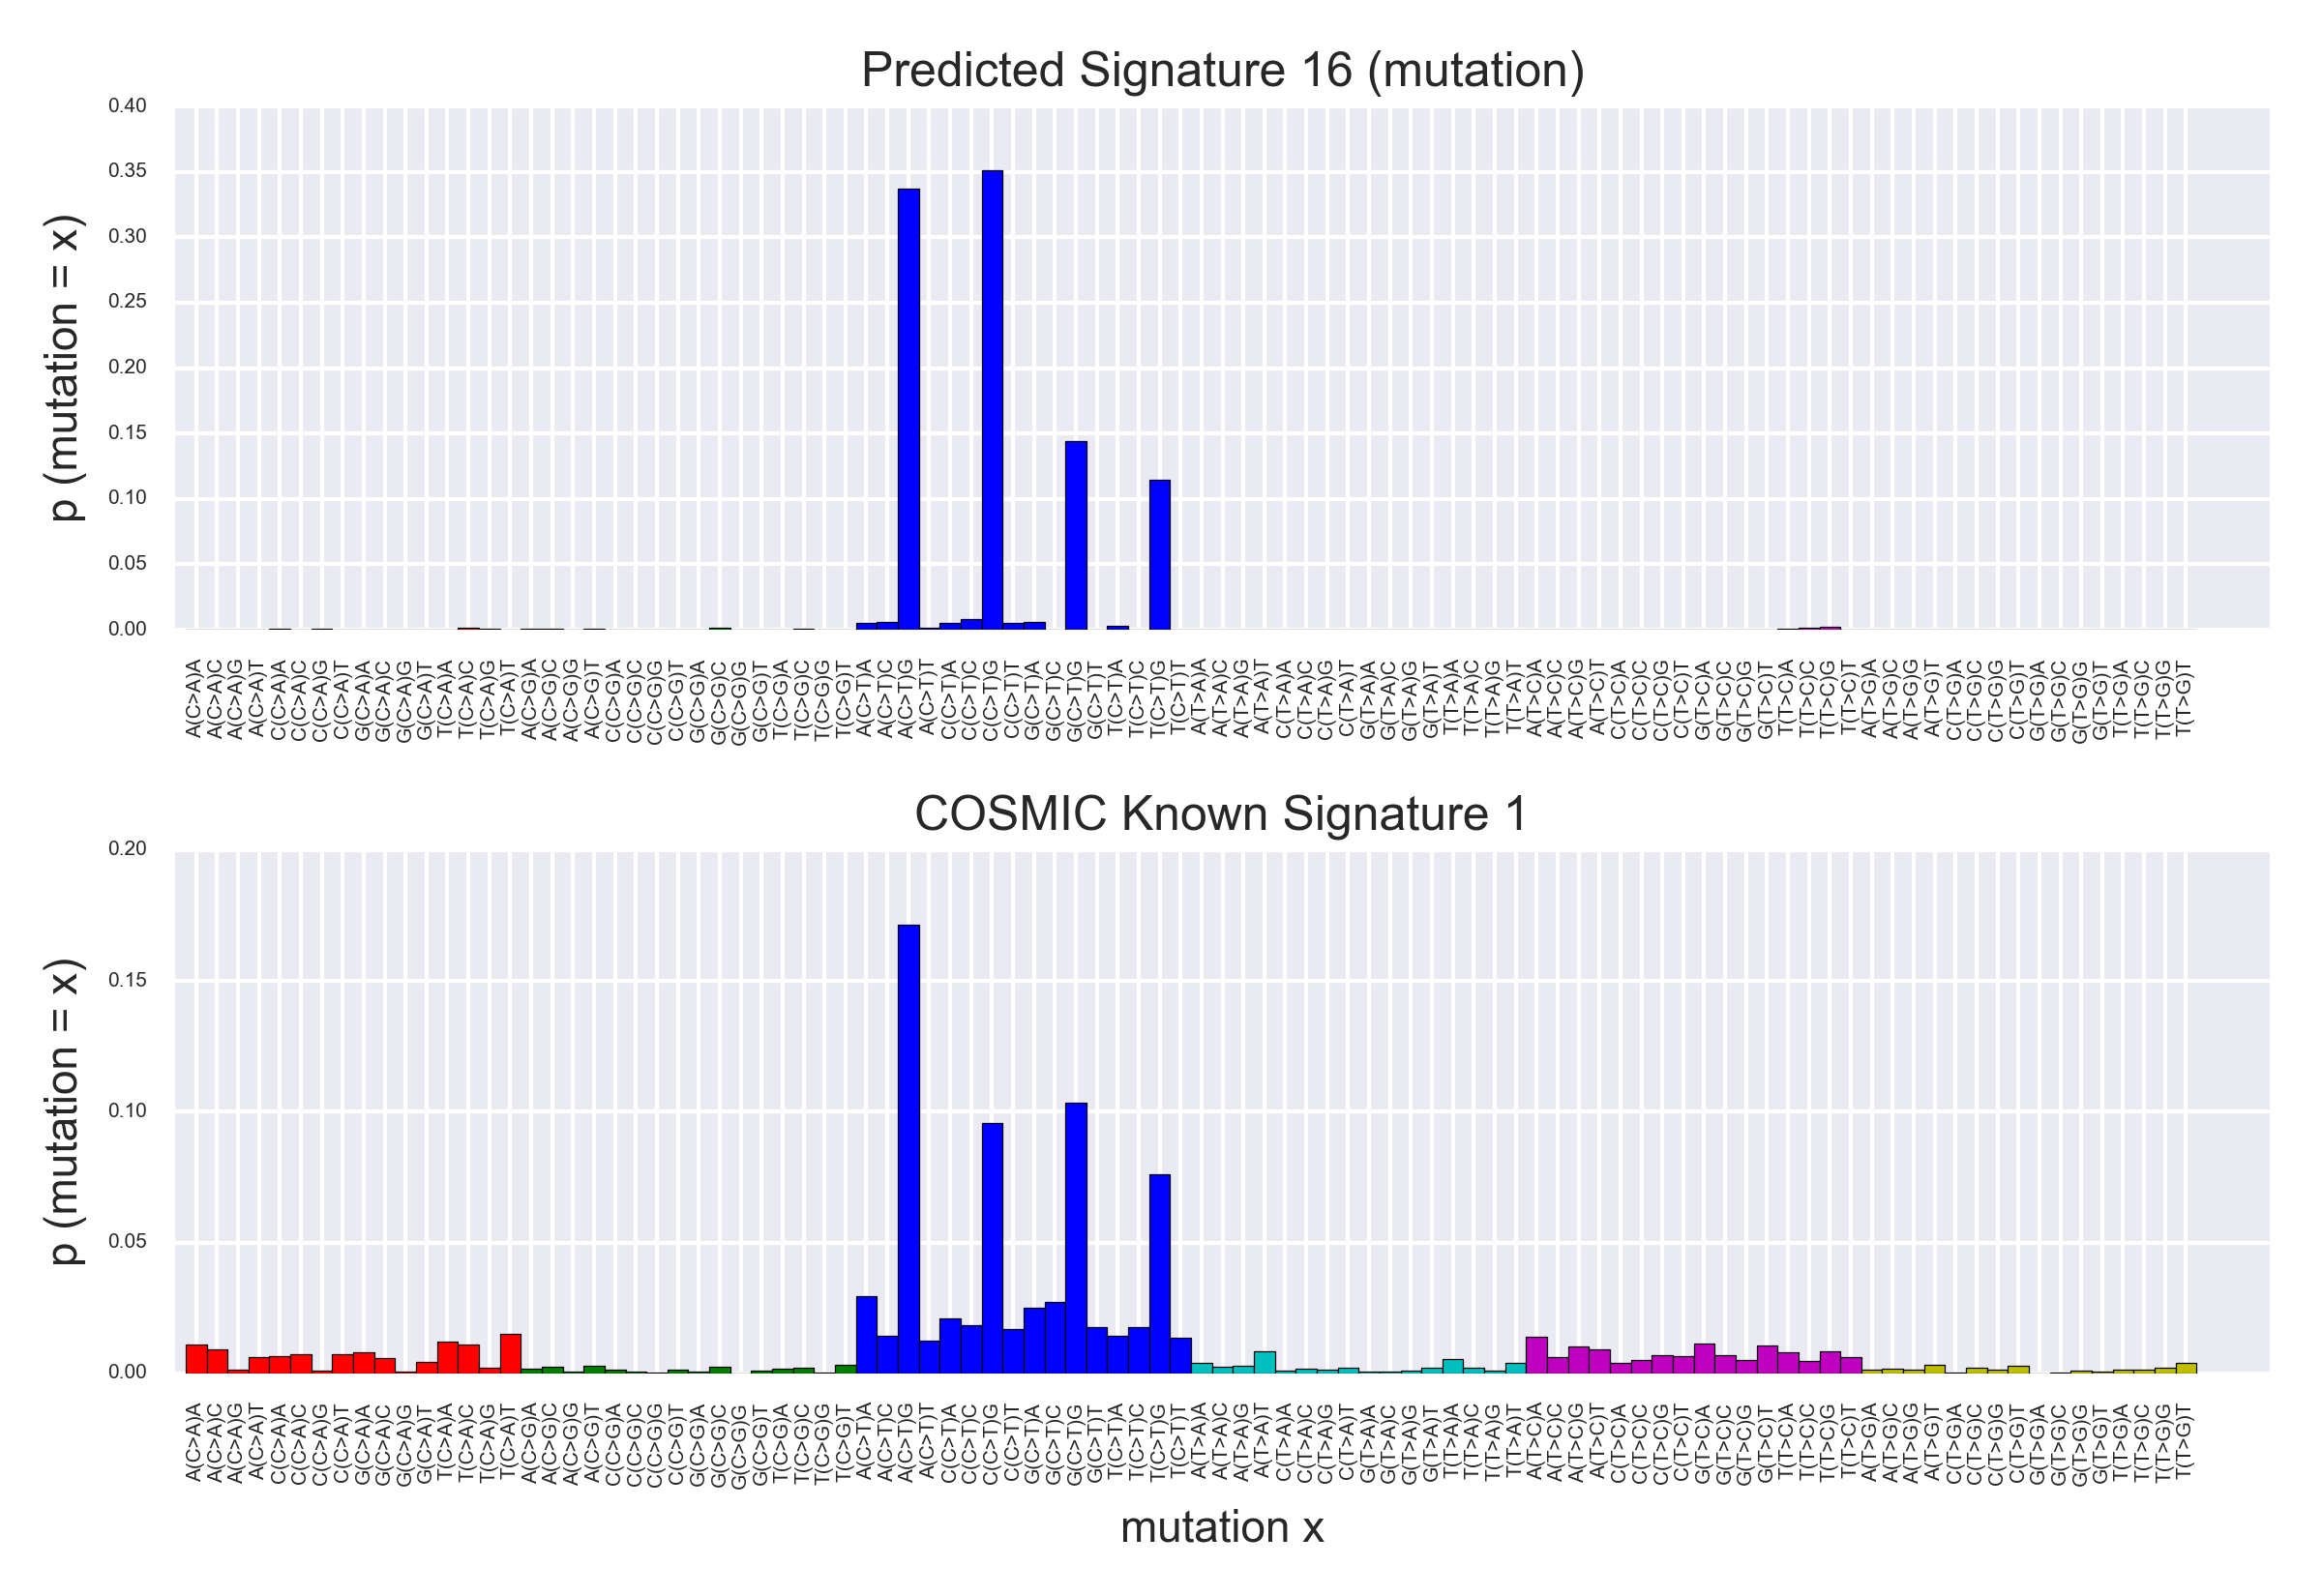 Predicted Signature 16 (mutation)
p (mutation = x)
0.40
0.35
0.30
0.25
0.20
0.15
0.10
0.05
0.00
A(C>A)A A(C>A)C A(C>A)G A(C>A)T C(C>A)A C(C>A)C C(C>A)G C(C>A)T G(C>A)A G(C>A)C G(C>A)G G(C>A)T T(C>A)A T(C>A)C T(C>A)G T(C>A)T A(C>G)A A(C>G)C A(C>G)G A(C>G)T C(C>G)A C(C>G)C C(C>G)G C(C>G)T G(C>G)A G(C>G)C G(C>G)G G(C>G)T T(C>G)A T(C>G)C T(C>G)G T(C>G)T A(C>T)A A(C>T)C A(C>T)G A(C>T)T C(C>T)A C(C>T)C C(C>T)G C(C>T)T G(C>T)A G(C>T)C G(C>T)G G(C>T)T T(C>T)A T(C>T)C T(C>T)G T(C>T)T A(T>A)A A(T>A)C A(T>A)G A(T>A)T C(T>A)A C(T>A)C C(T>A)G C(T>A)T G(T>A)A G(T>A)C G(T>A)G G(T>A)T T(T>A)A T(T>A)C T(T>A)G T(T>A)T A(T>C)A A(T>C)C A(T>C)G A(T>C)T C(T>C)A C(T>C)C C(T>C)G C(T>C)T G(T>C)A G(T>C)C G(T>C)G G(T>C)T T(T>C)A T(T>C)C T(T>C)G T(T>C)T A(T>G)A A(T>G)C A(T>G)G A(T>G)T C(T>G)A C(T>G)C C(T>G)G C(T>G)T G(T>G)A G(T>G)C G(T>G)G G(T>G)T T(T>G)A T(T>G)C T(T>G)G T(T>G)T
COSMIC Known Signature 1
p (mutation = x)
0.20
0.15
0.10
0.05
0.00
A(C>A)A A(C>A)C A(C>A)G A(C>A)T C(C>A)A C(C>A)C C(C>A)G C(C>A)T G(C>A)A G(C>A)C G(C>A)G G(C>A)T T(C>A)A T(C>A)C T(C>A)G T(C>A)T A(C>G)A A(C>G)C A(C>G)G A(C>G)T C(C>G)A C(C>G)C C(C>G)G C(C>G)T G(C>G)A G(C>G)C G(C>G)G G(C>G)T T(C>G)A T(C>G)C T(C>G)G T(C>G)T A(C>T)A A(C>T)C A(C>T)G A(C>T)T C(C>T)A C(C>T)C C(C>T)G C(C>T)T G(C>T)A G(C>T)C G(C>T)G G(C>T)T T(C>T)A T(C>T)C T(C>T)G T(C>T)T A(T>A)A A(T>A)C A(T>A)G A(T>A)T C(T>A)A C(T>A)C C(T>A)G C(T>A)T G(T>A)A G(T>A)C G(T>A)G G(T>A)T T(T>A)A T(T>A)C T(T>A)G T(T>A)T A(T>C)A A(T>C)C A(T>C)G A(T>C)T C(T>C)A C(T>C)C C(T>C)G C(T>C)T G(T>C)A G(T>C)C G(T>C)G G(T>C)T T(T>C)A T(T>C)C T(T>C)G T(T>C)T A(T>G)A A(T>G)C A(T>G)G A(T>G)T C(T>G)A C(T>G)C C(T>G)G C(T>G)T G(T>G)A G(T>G)C G(T>G)G G(T>G)T T(T>G)A T(T>G)C T(T>G)G T(T>G)T
mutation x